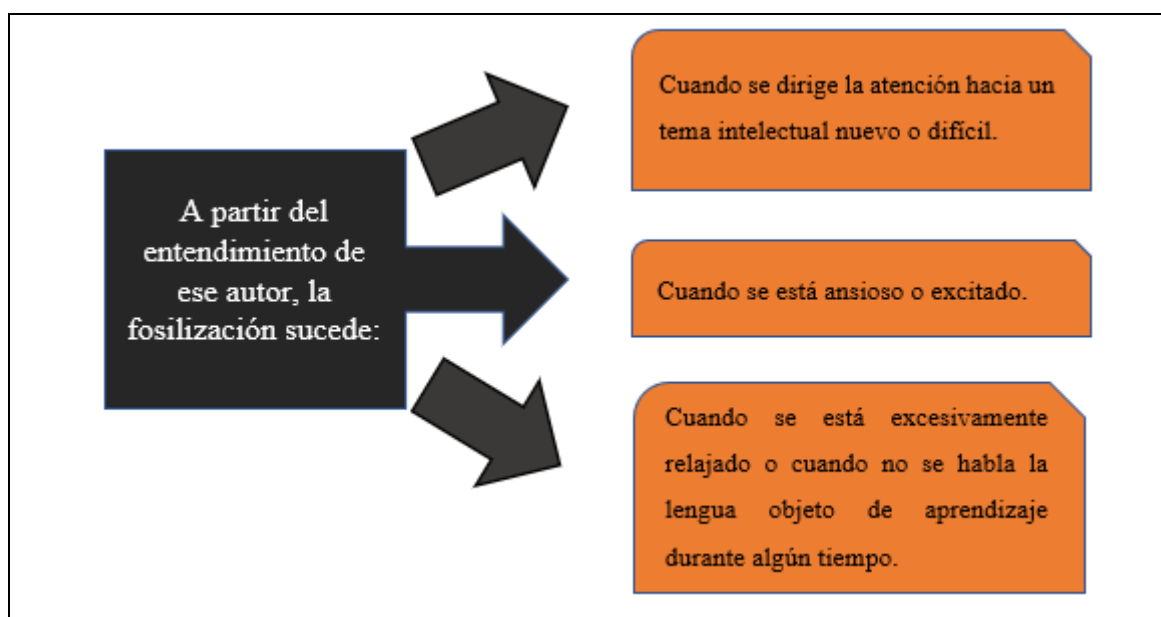 A partir del
entendimiento de
ese autor, la
fosilización sucede:
Cuando se dirige la atención hacia un
tema intelectual nuevo o difícil.
Cuando se está ansioso o excitado.
Cuando se está excesivamente
relajado o cuando no se habla la
lengua objeto de aprendizaje
durante algún tiempo.